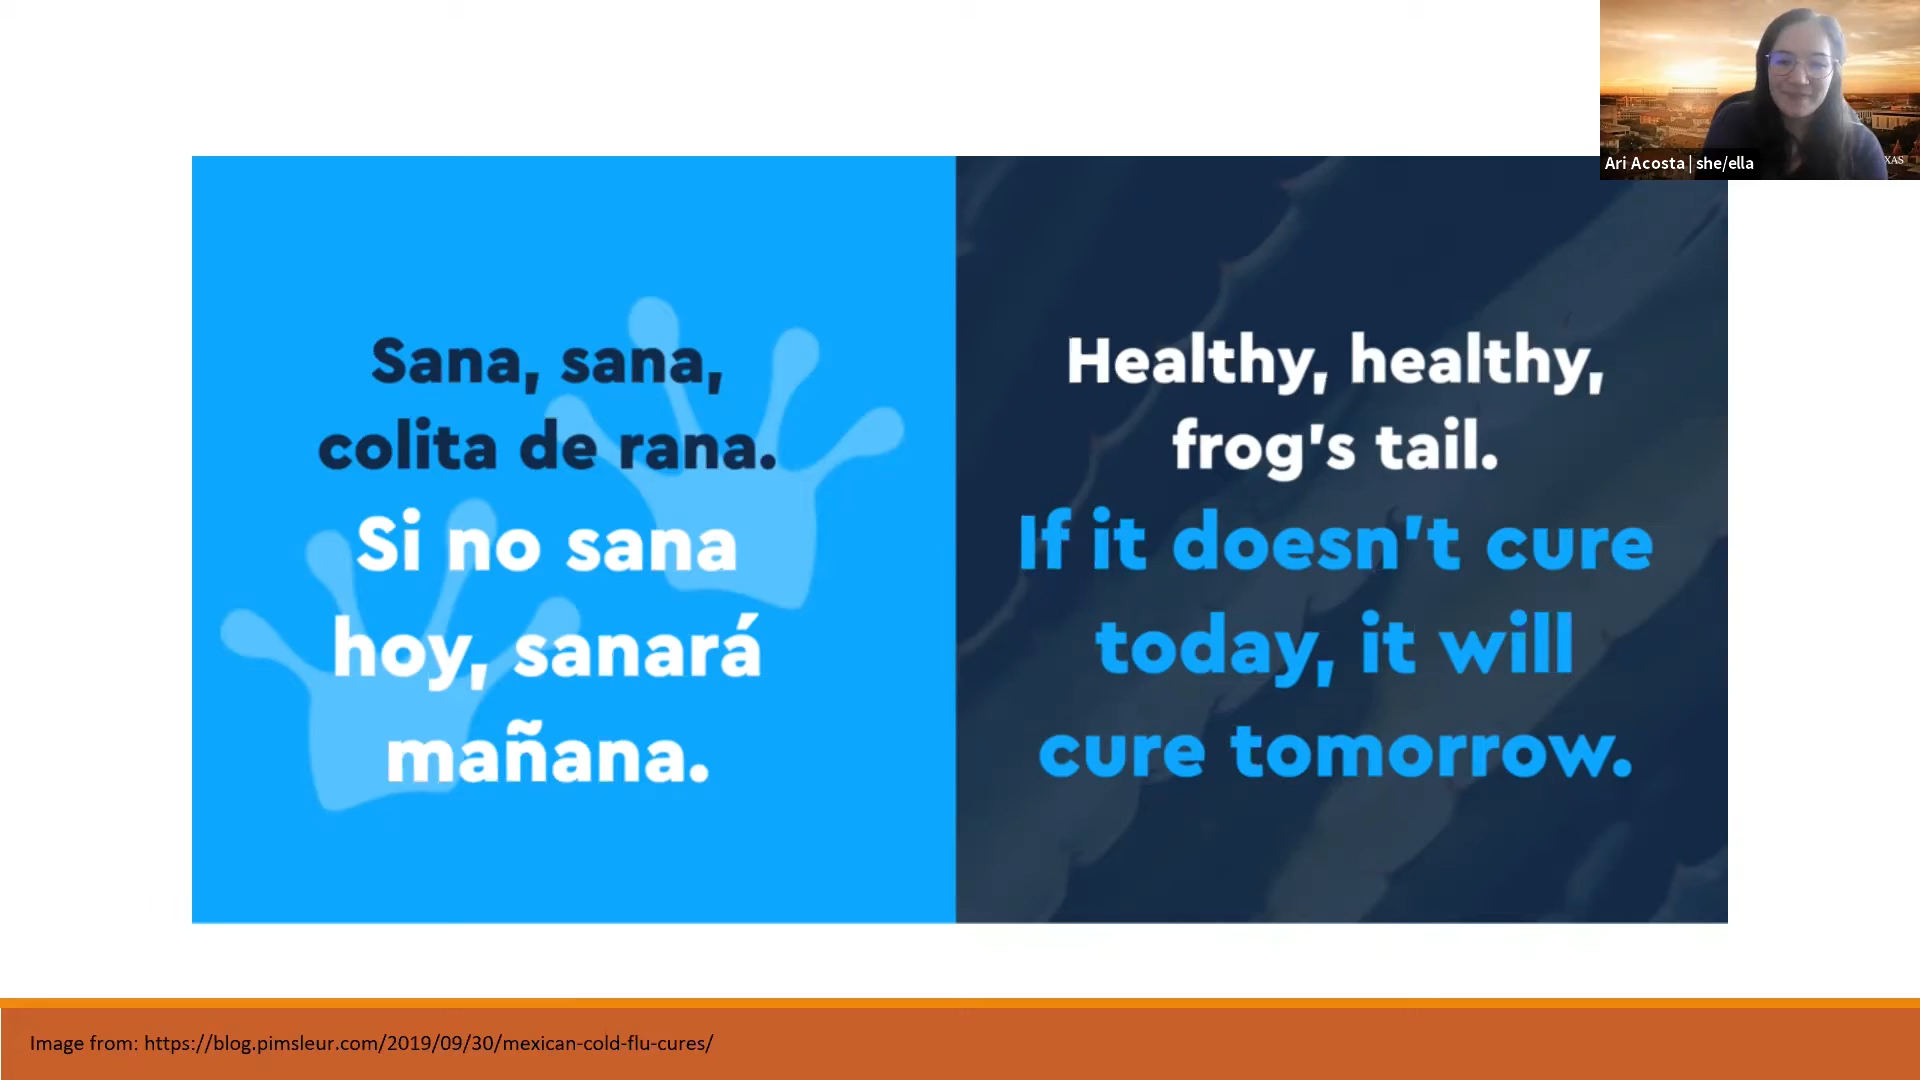 Sana, sana,
colita de rana.
Si no sana
hoy, sanará
mañana.
Healthy, healthy,
frog's tail.
If it doesn't cure
today, it will
cure tomorrow.
Ari Acosta | she/ella
XAS
Image from: https://blog.pimsleur.com/2019/09/30/mexican-cold-flu-cures/